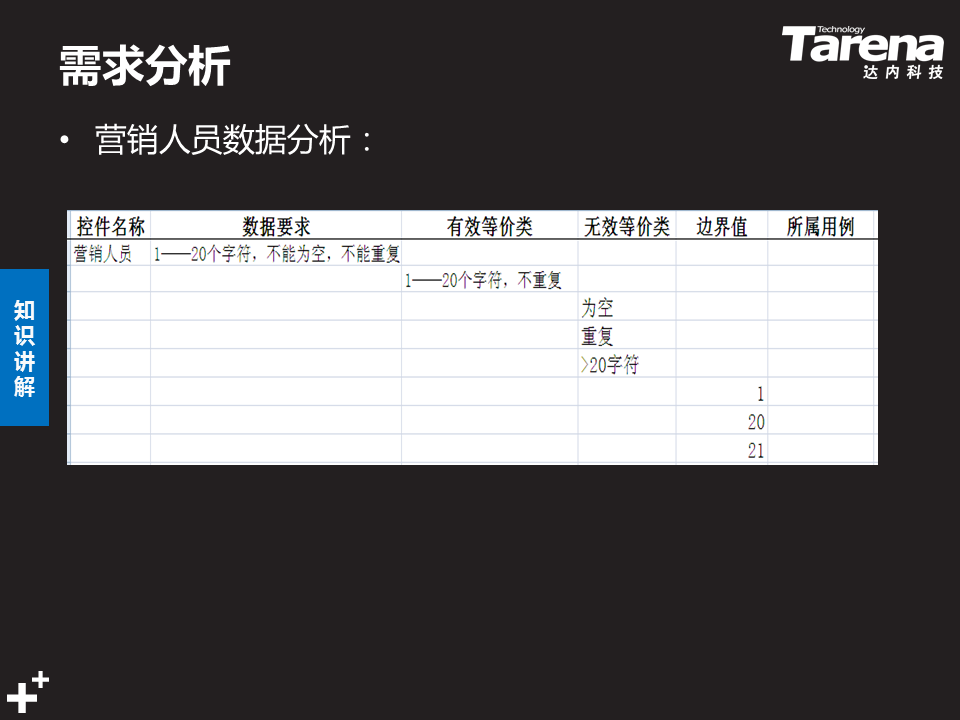 需求分析
Technology
Tarena
达内科技
• 营销人员数据分析：
控件名称 数据要求 有效等价类 无效等价类 边界值 所属用例
营销人员 1——20个字符，不能为空，不能重复
1——20个字符，不重复
为空
重复
>20字符
1
20
21
知识讲解